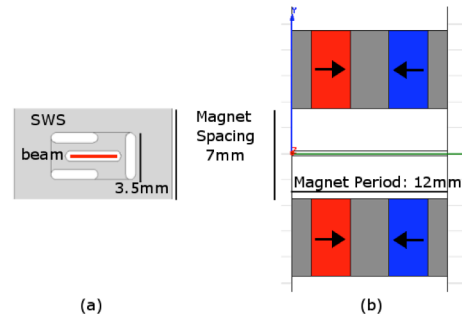 Y
SWS
beam
3.5mm
Magnet
Spacing
7mm
Z
Magnet Period: 12mm
(a)
(b)